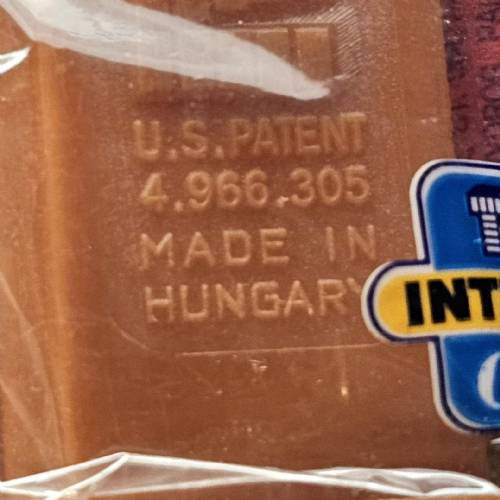 U.S.PATENT
4.966.305
MADE IN
HUNGARY
INT